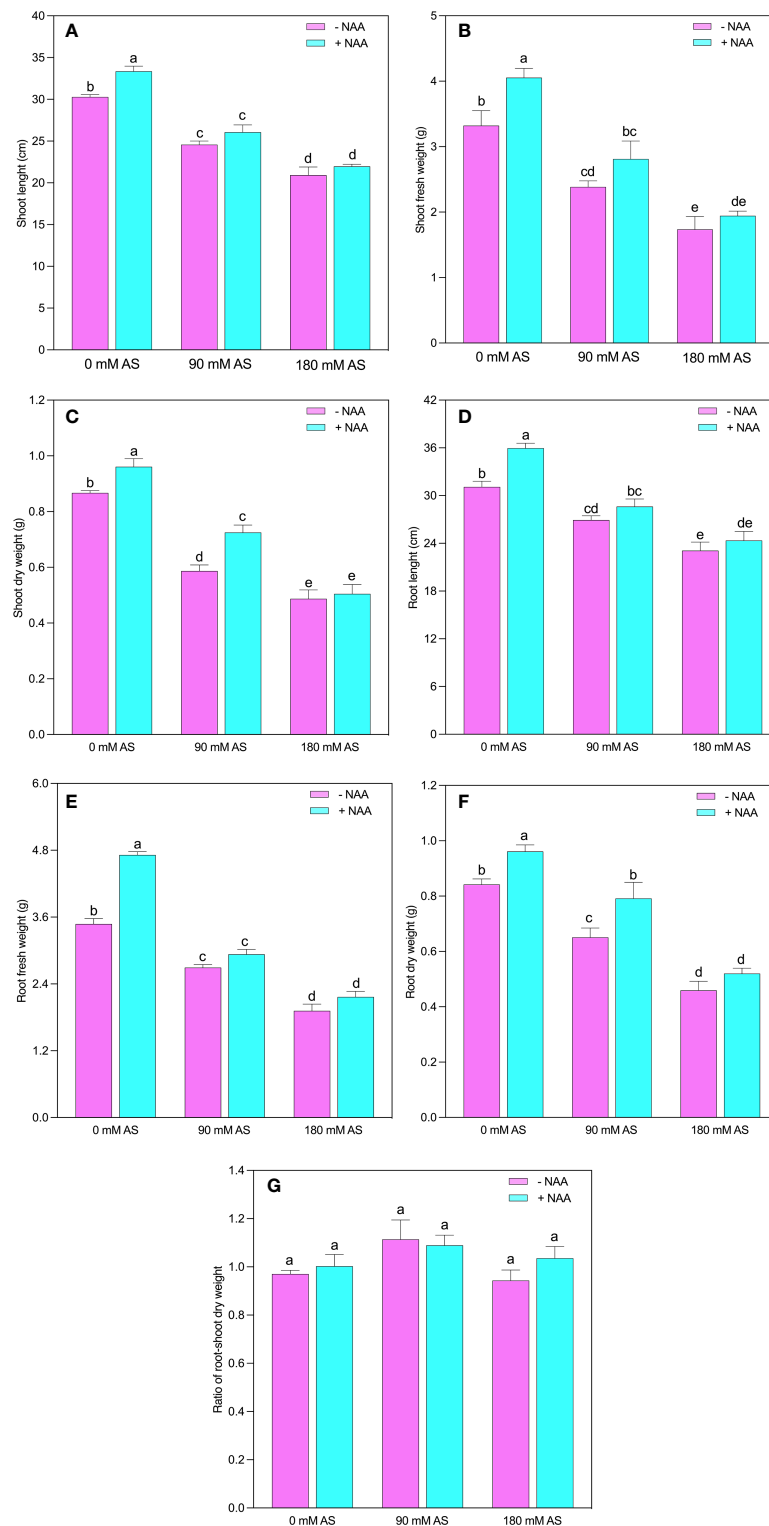 A
- NAA
+ NAA
Shoot lenght (cm)
35
30
25
20
15
10
5
0
b
a
c
c
d
d
0 mM AS
90 mM AS
180 mM AS
B
- NAA
+ NAA
Shoot fresh weight (g)
5
4
3
2
1
0
b
a
cd
bc
e
de
0 mM AS
90 mM AS
180 mM AS
C
- NAA
+ NAA
Shoot dry weight (g)
1.2
1.0
0.8
0.6
0.4
0.2
0.0
b
a
d
c
e
e
0 mM AS
90 mM AS
180 mM AS
D
- NAA
+ NAA
Root lenght (cm)
42
36
30
24
18
12
6
0
b
a
cd
bc
e
de
0 mM AS
90 mM AS
180 mM AS
E
- NAA
+ NAA
Root fresh weight (g)
6.0
4.8
3.6
2.4
1.2
0.0
b
a
c
c
d
d
0 mM AS
90 mM AS
180 mM AS
F
- NAA
+ NAA
Root dry weight (g)
1.2
1.0
0.8
0.6
0.4
0.2
0.0
b
a
c
b
d
d
0 mM AS
90 mM AS
180 mM AS
G
- NAA
+ NAA
Ratio of root-shoot dry weight
1.4
1.2
1.0
0.8
0.6
0.4
0.2
0.0
a
a
a
a
a
a
0 mM AS
90 mM AS
180 mM AS